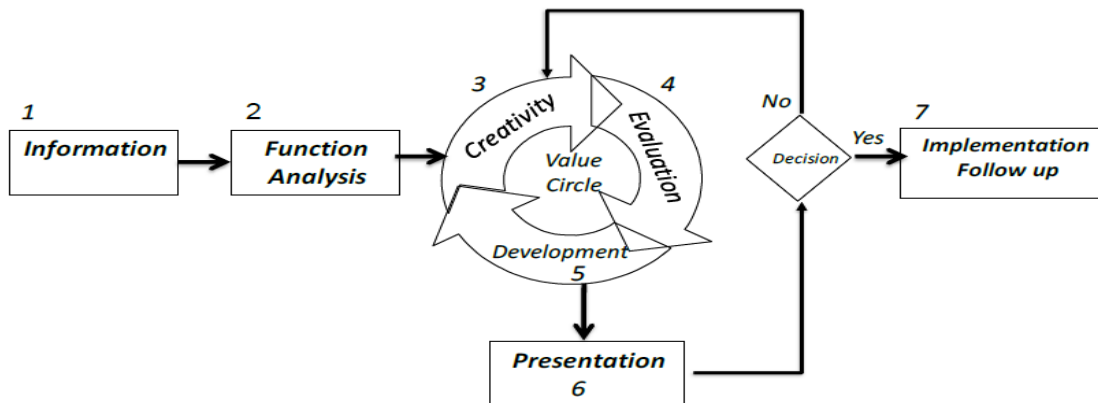 1
Information
2
Function
Analysis
3
Creativity
4
Evaluation
Value
Circle
Development
5
Presentation
6
Decision
No
Yes
7
Implementation
Follow up